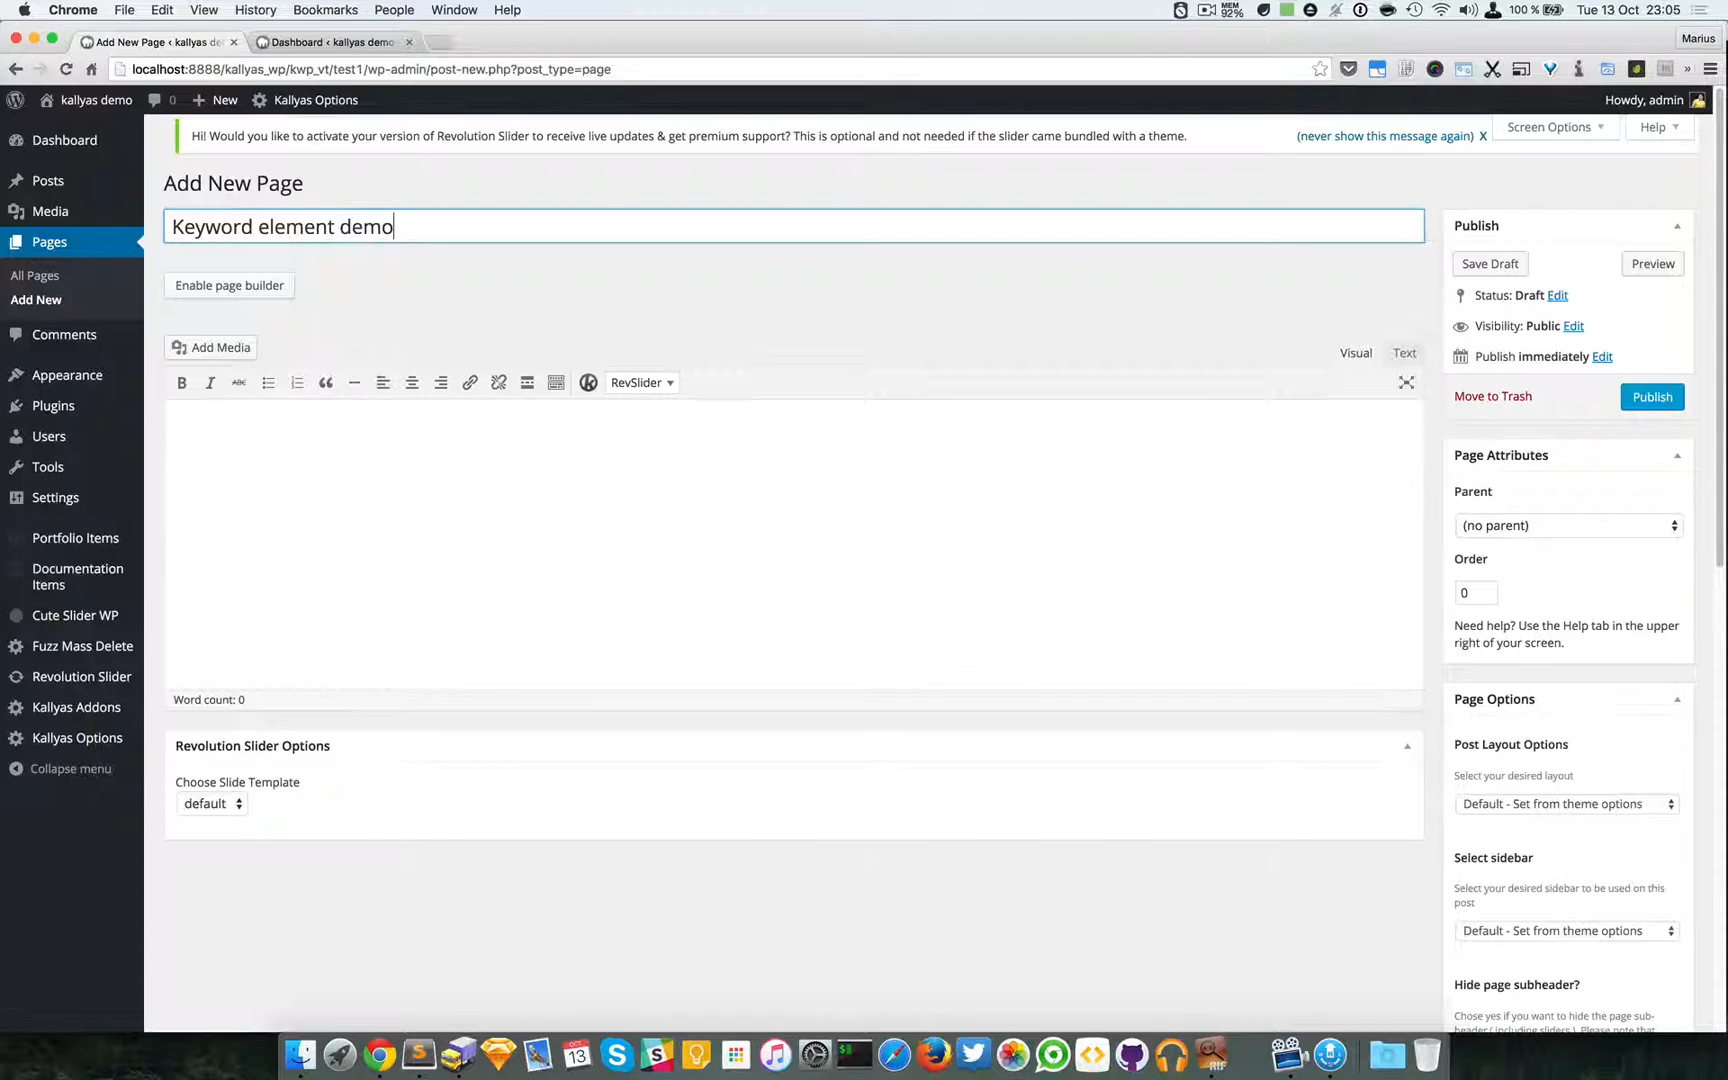 Chrome File Edit View History Bookmarks People Window Help MEM 92% 100 % Tue 13 Oct 23:05
Add New Page ‹ kallyas de Dashboard ‹ kallyas demo Marius
localhost:8888/kallyas_wp/kwp_vt/test1/wp-admin/post-new.php?post_type=page
kallyas demo 0 New Kallyas Options Howdy, admin
Hi! Would you like to activate your version of Revolution Slider to receive live updates & get premium support? This is optional and not needed if the slider came bundled with a theme. (never show this message again) X
Screen Options Help
Dashboard
Posts
Media
Pages
All Pages
Add New
Comments
Appearance
Plugins
Users
Tools
Settings
Portfolio Items
Documentation
Items
Cute Slider WP
Fuzz Mass Delete
Revolution Slider
Kallyas Addons
Kallyas Options
Collapse menu
Add New Page
Keyword element demo
Enable page builder
Add Media
Visual Text
B I ABC RevSlider
Word count: 0
Revolution Slider Options
Choose Slide Template
default
Publish
Save Draft Preview
Status: Draft Edit
Visibility: Public Edit
Publish immediately Edit
Move to Trash Publish
Page Attributes
Parent
(no parent)
Order
0
Need help? Use the Help tab in the upper
right of your screen.
Page Options
Post Layout Options
Select your desired layout
Default - Set from theme options
Select sidebar
Select your desired sidebar to be used on this
post
Default - Set from theme options
Hide page subheader?
Chose yes if you want to hide the page sub-
header ( including sliders ). Please note that
13
RIF